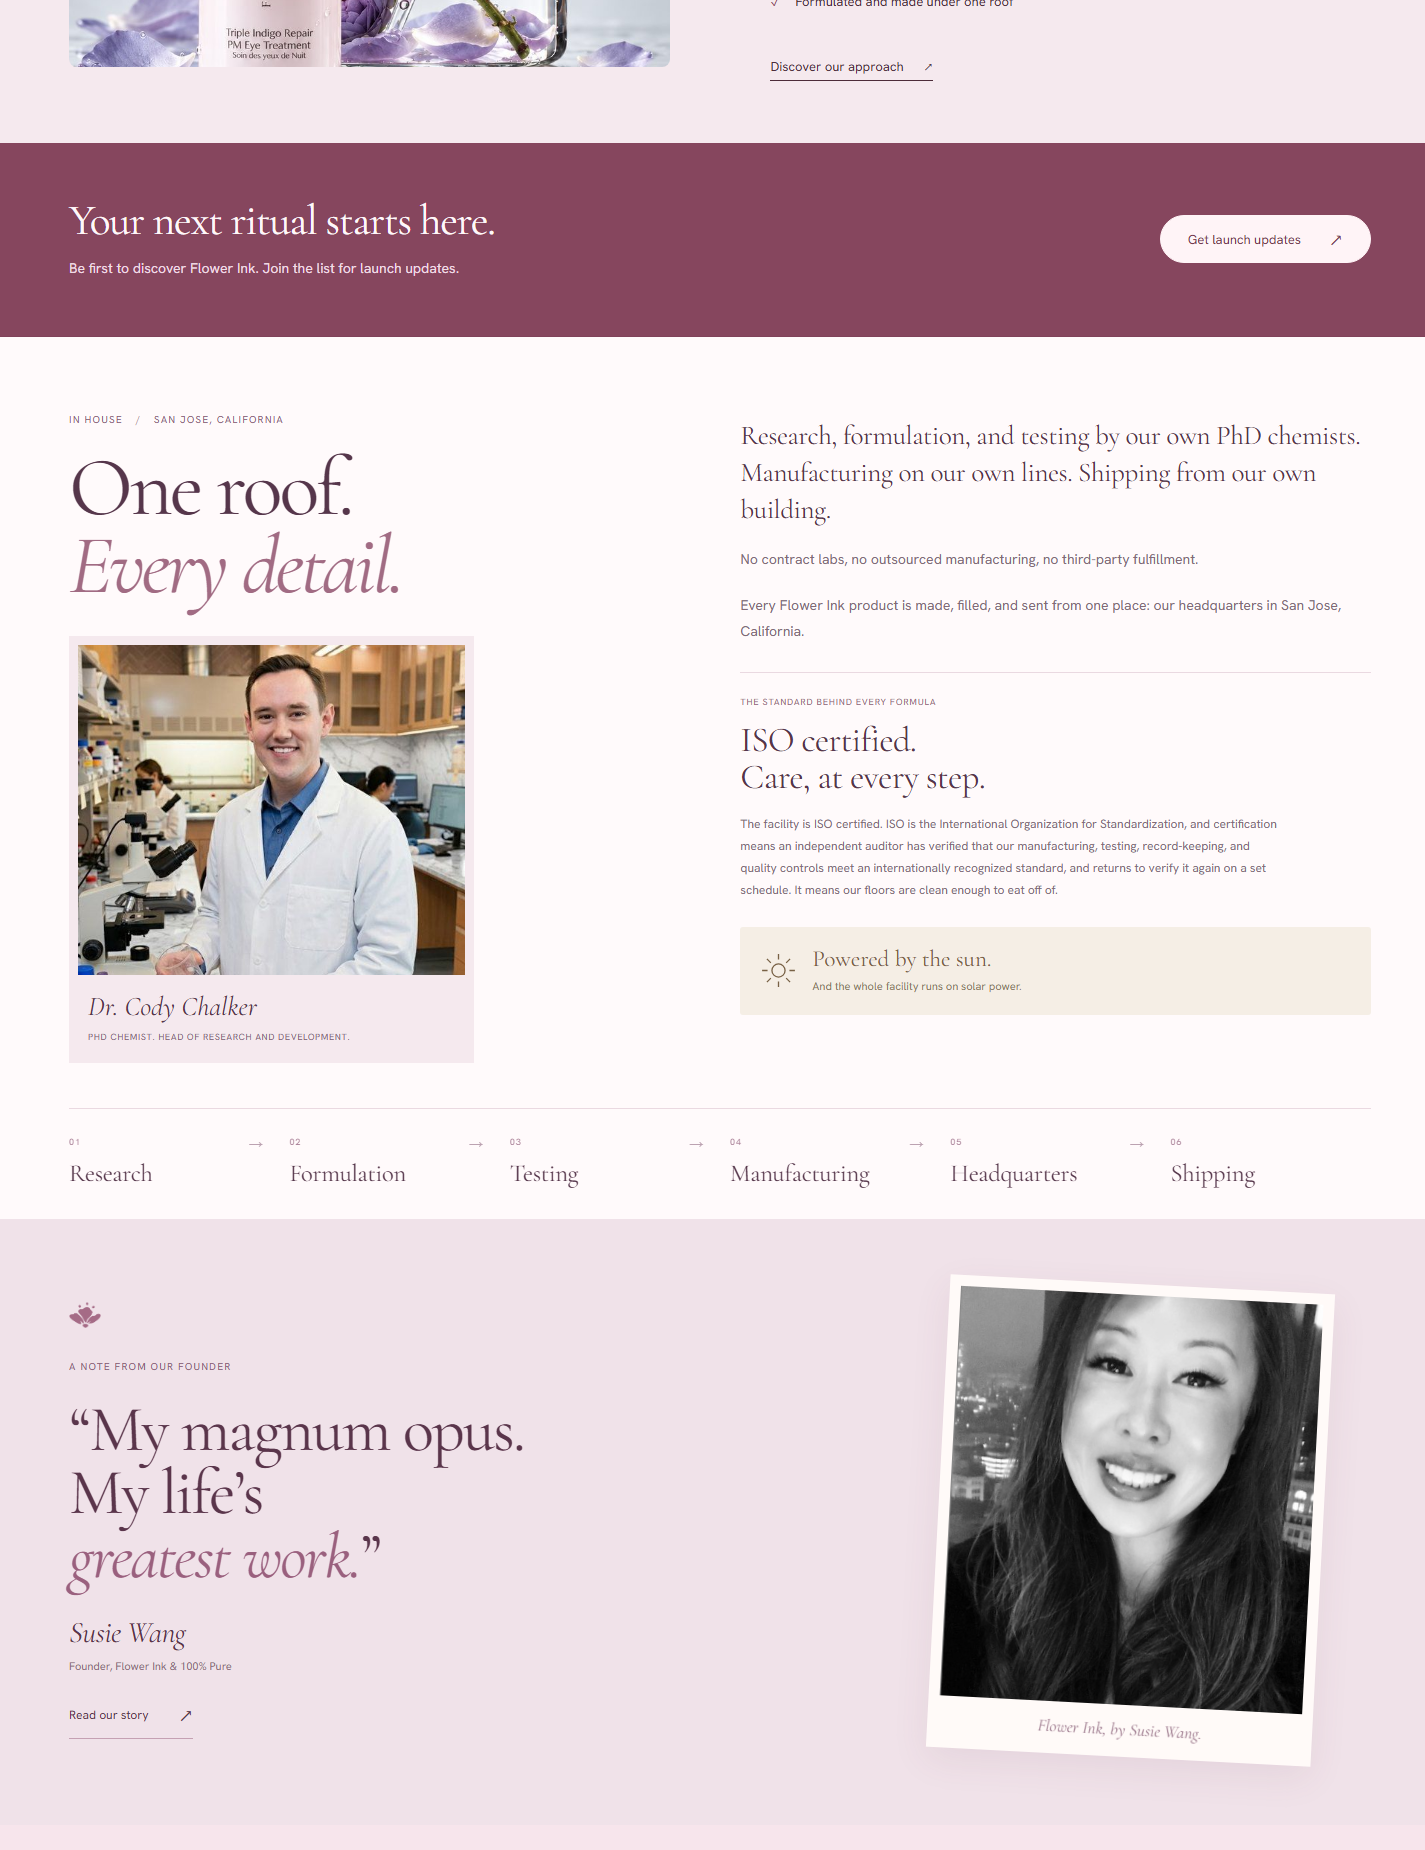 Triple Indigo Repair
PM Eye Treatment
Soin des yeux de Nuit
✓ Formulated and made under one roof
Discover our approach ↗
Your next ritual starts here.
Be first to discover Flower Ink. Join the list for launch updates.
Get launch updates ↗
IN HOUSE / SAN JOSE, CALIFORNIA
One roof.
Every detail.
Dr. Cody Chalker
PHD CHEMIST. HEAD OF RESEARCH AND DEVELOPMENT.
Research, formulation, and testing by our own PhD chemists.
Manufacturing on our own lines. Shipping from our own
building.
No contract labs, no outsourced manufacturing, no third-party fulfillment.
Every Flower Ink product is made, filled, and sent from one place: our headquarters in San Jose,
California.
THE STANDARD BEHIND EVERY FORMULA
ISO certified.
Care, at every step.
The facility is ISO certified. ISO is the International Organization for Standardization, and certification
means an independent auditor has verified that our manufacturing, testing, record-keeping, and
quality controls meet an internationally recognized standard, and returns to verify it again on a set
schedule. It means our floors are clean enough to eat off of.
Powered by the sun.
And the whole facility runs on solar power.
01 → 02 → 03 → 04 → 05 → 06
Research Formulation Testing Manufacturing Headquarters Shipping
A NOTE FROM OUR FOUNDER
“My magnum opus.
My life’s
greatest work.”
Susie Wang
Founder, Flower Ink & 100% Pure
Read our story ↗
Flower Ink, by Susie Wang.